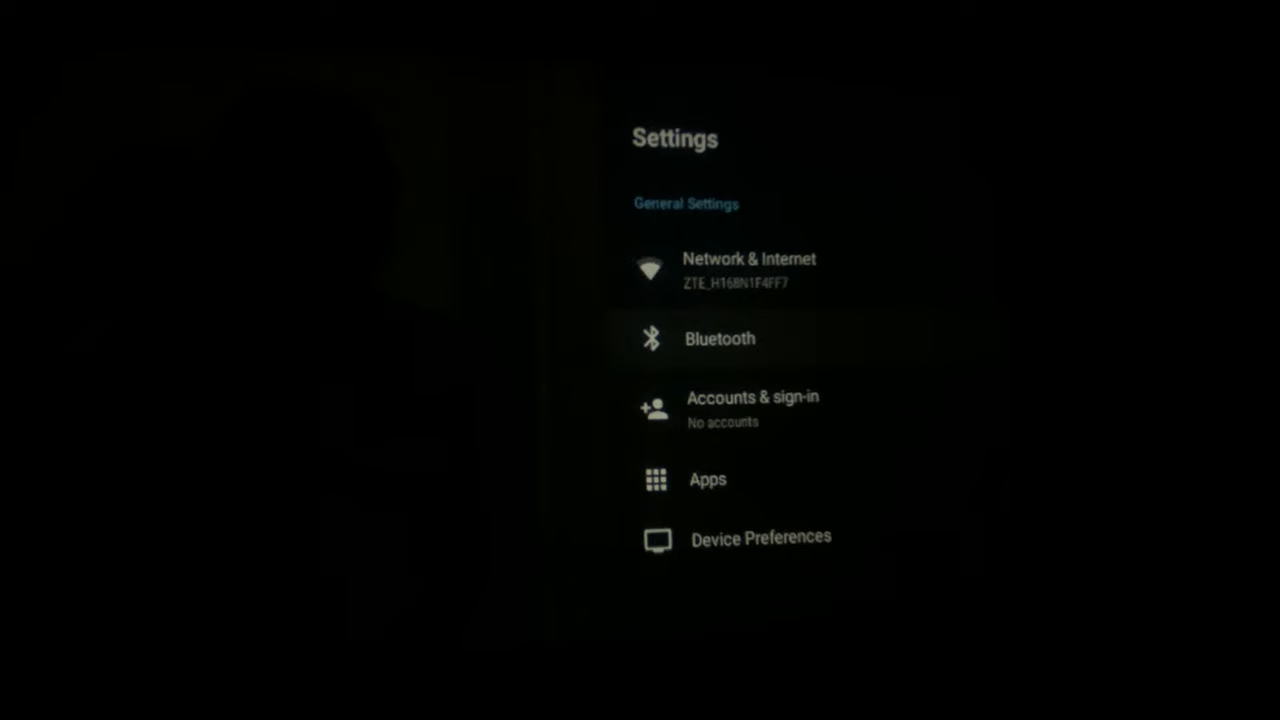 Settings
General Settings
Network & Internet
ZTE_H168N1F4FF7
Bluetooth
Accounts & sign-in
No accounts
Apps
Device Preferences